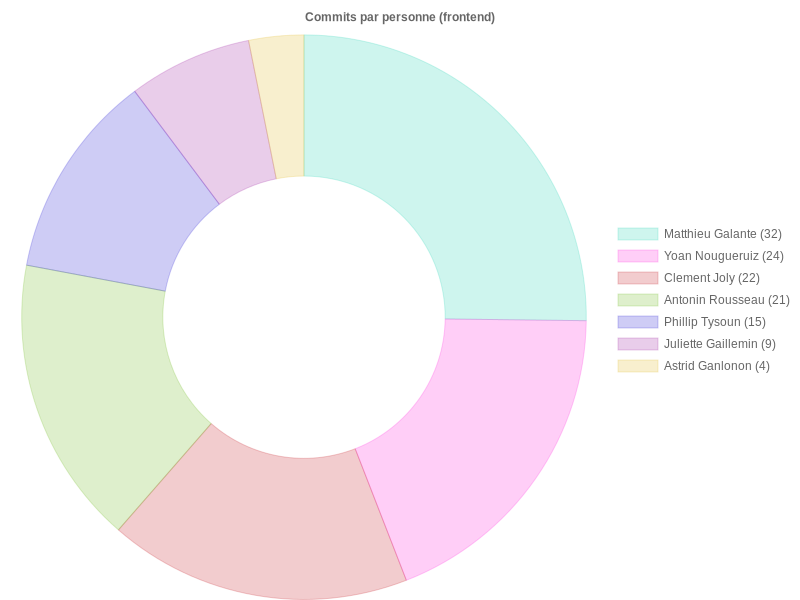 Commits par personne (frontend)
Matthieu Galante (32)
Yoan Nougueruiz (24)
Clement Joly (22)
Antonin Rousseau (21)
Phillip Tysoun (15)
Juliette Gaillemin (9)
Astrid Ganlonon (4)